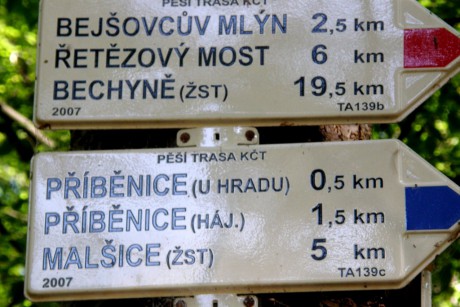 PĚŠÍ TRASA KČT
BEJŠOVCŮV MLÝN 2,5 km
ŘETĚZOVÝ MOST 6 km
BECHYNĚ (ŽST) 19,5 km
2007 TA139b
PĚŠÍ TRASA KČT
PŘÍBĚNICE (U HRADU) 0,5 km
PŘÍBĚNICE (HÁJ.) 1,5 km
MALŠICE (ŽST) 5 km
2007 TA139c